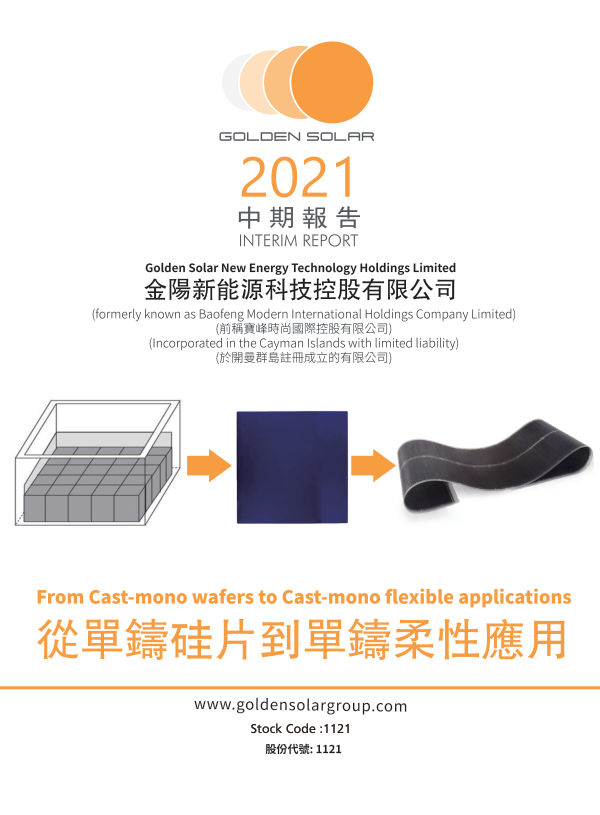 GOLDEN SOLAR
2021
中期報告
INTERIM REPORT
Golden Solar New Energy Technology Holdings Limited
金陽新能源科技控股有限公司
(formerly known as Baofeng Modern International Holdings Company Limited)
(前稱寶峰時尚國際控股有限公司)
(Incorporated in the Cayman Islands with limited liability)
(於開曼群島註冊成立的有限公司)
From Cast-mono wafers to Cast-mono flexible applications
從單鑄硅片到單鑄柔性應用
www.goldensolargroup.com
Stock Code :1121
股份代號: 1121